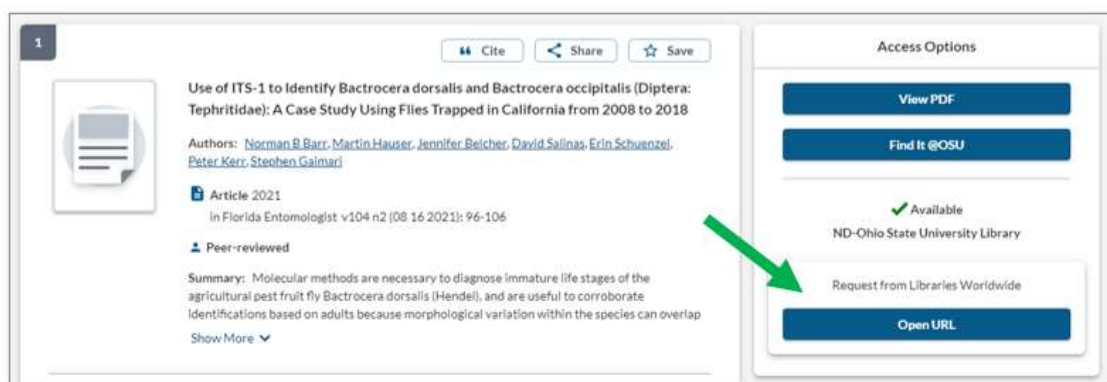 1
Cite
Share
Save
Use of ITS-1 to Identify Bactrocera dorsalis and Bactrocera occipitalis (Diptera:
Tephritidae): A Case Study Using Flies Trapped in California from 2008 to 2018
Authors: Norman B Barr, Martin Hauser, Jennifer Belcher, David Salinas, Erin Schuenzel,
Peter Kerr, Stephen Gaimari
Article 2021
in Florida Entomologist v104 n2 (08 16 2021): 96-106
Peer-reviewed
Summary: Molecular methods are necessary to diagnose immature life stages of the
agricultural pest fruit fly Bactrocera dorsalis (Hendel), and are useful to corroborate
identifications based on adults because morphological variation within the species can overlap
Show More
Access Options
View PDF
Find It @OSU
Available
ND-Ohio State University Library
Request from Libraries Worldwide
Open URL